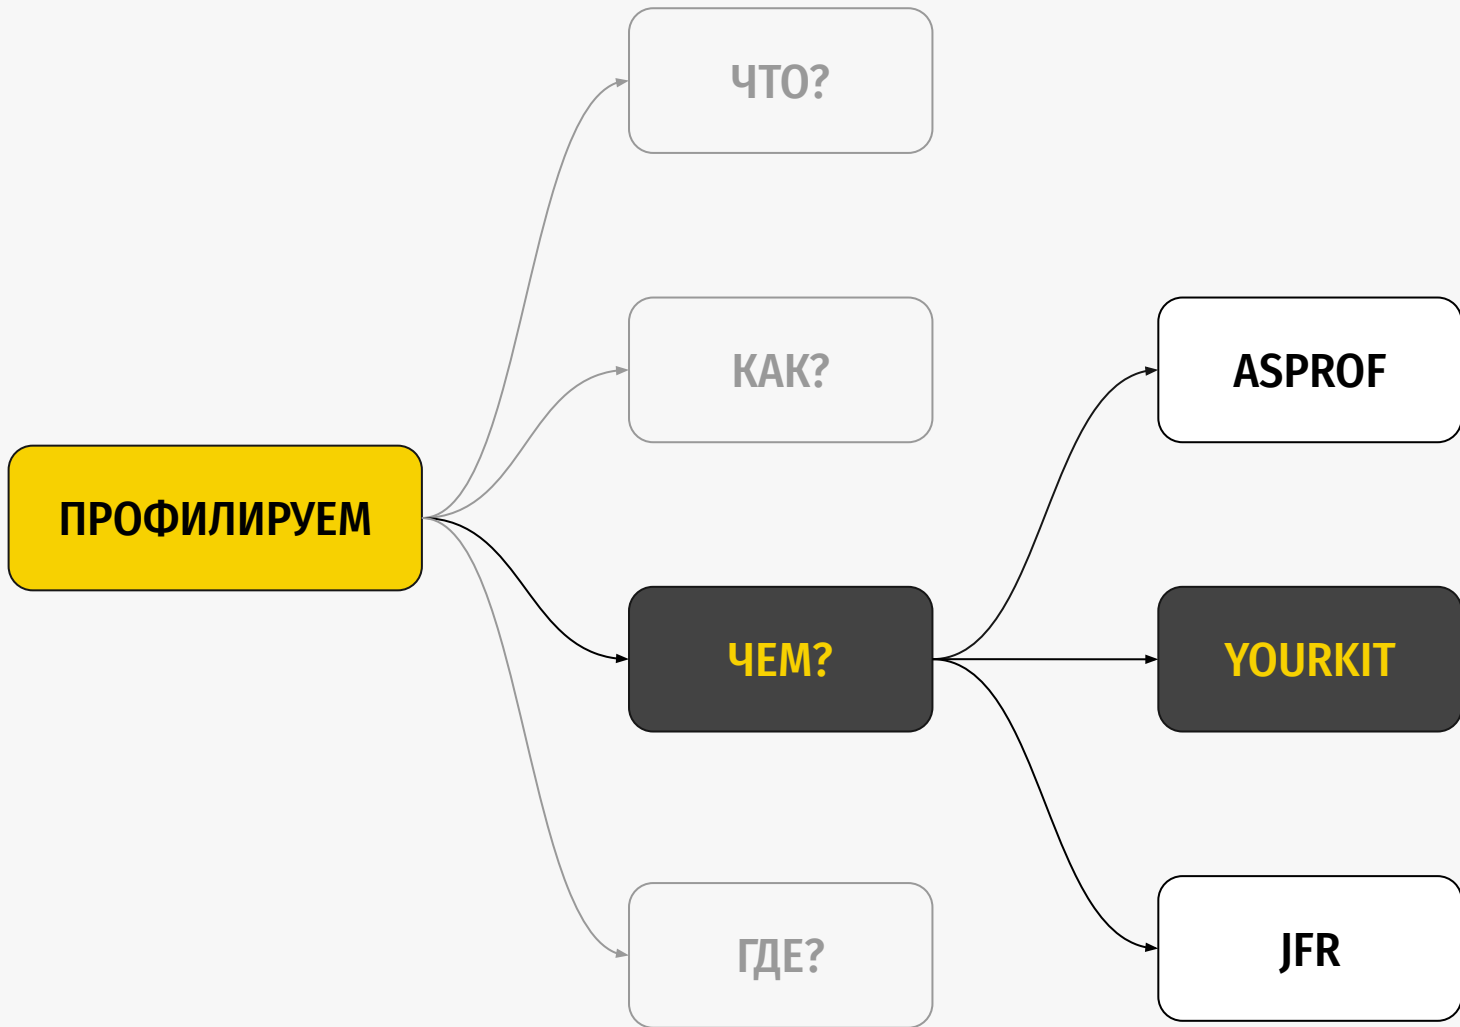 ПРОФИЛИРУЕМ
ЧТО?
КАК?
ЧЕМ?
ГДЕ?
ASPROF
YOURKIT
JFR